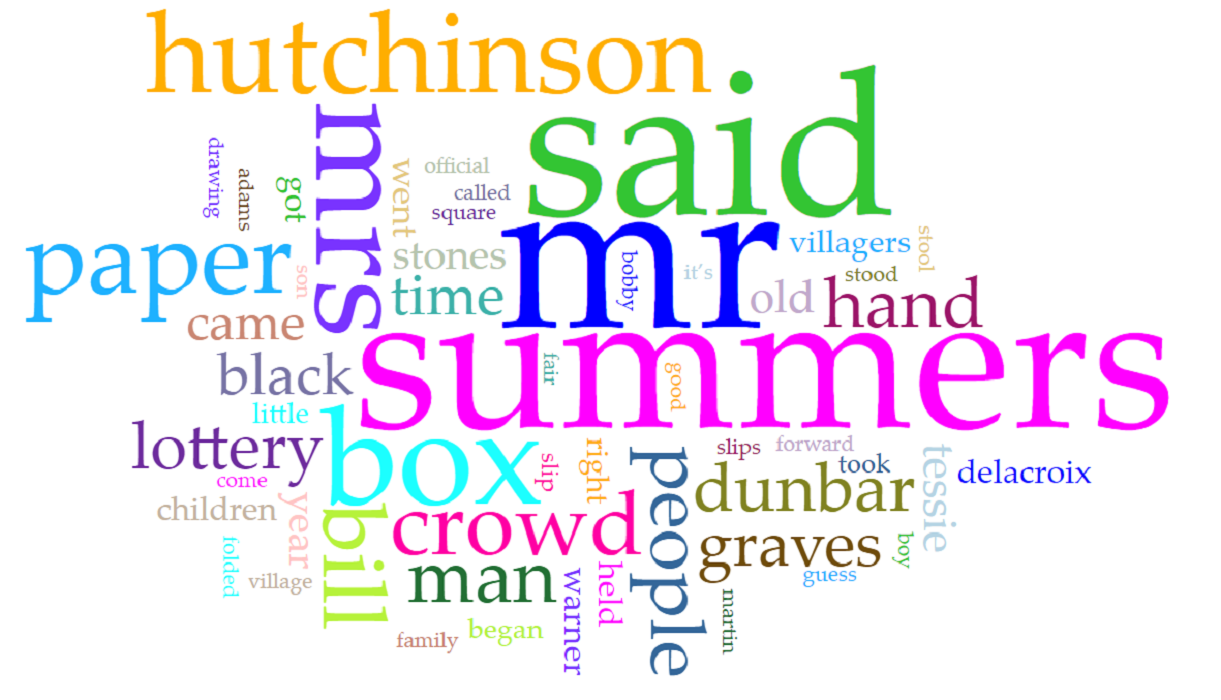 hutchinson
said
mrs
drawing
adams
got
went
official
called
square
paper
son
stones
time
mr
bobby
it's
villagers
stool
stood
old
hand
came
summers
black
fair
good
little
lottery
box
come
slip
right
people
slips
forward
took
dunbar
tessie
delacroix
children
year
bill
crowd
graves
boy
guess
folded
village
man
warner
held
martin
family
began